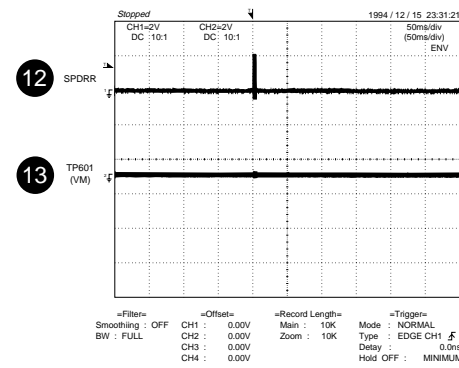 Stopped
1994 / 12 / 15 23:31:21
CH1=2V CH2=2V 50ms/div
DC 10:1 DC 10:1 (50ms/div)
ENV
12 SPDRR
13 TP601
(VM)
=Filter= =Offset= =Record Length= =Trigger=
Smoothiing : OFF CH1 : 0.00V Main : 10K Mode : NORMAL
BW : FULL CH2 : 0.00V Zoom : 10K Type : EDGE CH1
CH3 : 0.00V Delay : 0.0ns
CH4 : 0.00V Hold OFF : MINIMUM